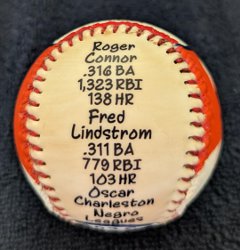 Roger
Connor
.316 BA
1,323 RBI
138 HR
Fred
Lindstrom
.311 BA
779 RBI
103 HR
Oscar
Charleston
Negro
Leagues